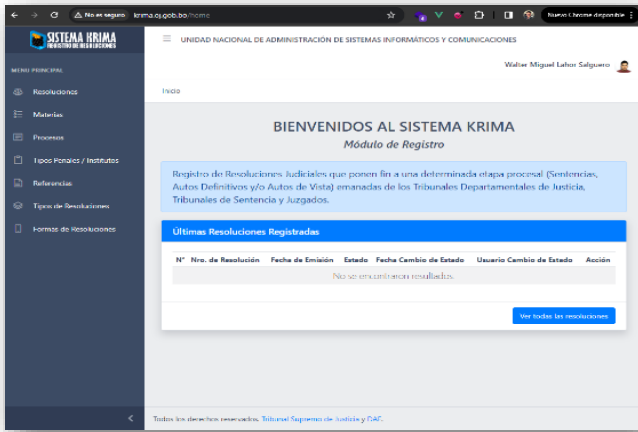 No es seguro krima.oj.gob.bo/home
Nuevo Chrome disponible
SISTEMA KRIMA
REGISTRO DE RESOLUCIONES
UNIDAD NACIONAL DE ADMINISTRACIÓN DE SISTEMAS INFORMÁTICOS Y COMUNICACIONES
Walter Miguel Lahor Salguero
MENÚ PRINCIPAL
Resoluciones
Materias
Procesos
Tipos Penales / Institutos
Referencias
Tipos de Resoluciones
Formas de Resoluciones
Inicio
BIENVENIDOS AL SISTEMA KRIMA
Módulo de Registro
Registro de Resoluciones Judiciales que ponen fin a una determinada etapa procesal (Sentencias,
Autos Definitivos y/o Autos de Vista) emanadas de los Tribunales Departamentales de Justicia,
Tribunales de Sentencia y Juzgados.
Últimas Resoluciones Registradas
N° Nro. de Resolución Fecha de Emisión Estado Fecha Cambio de Estado Usuario Cambio de Estado Acción
No se encontraron resultados.
Ver todas las resoluciones
Todos los derechos reservados. Tribunal Supremo de Justicia y DAF.